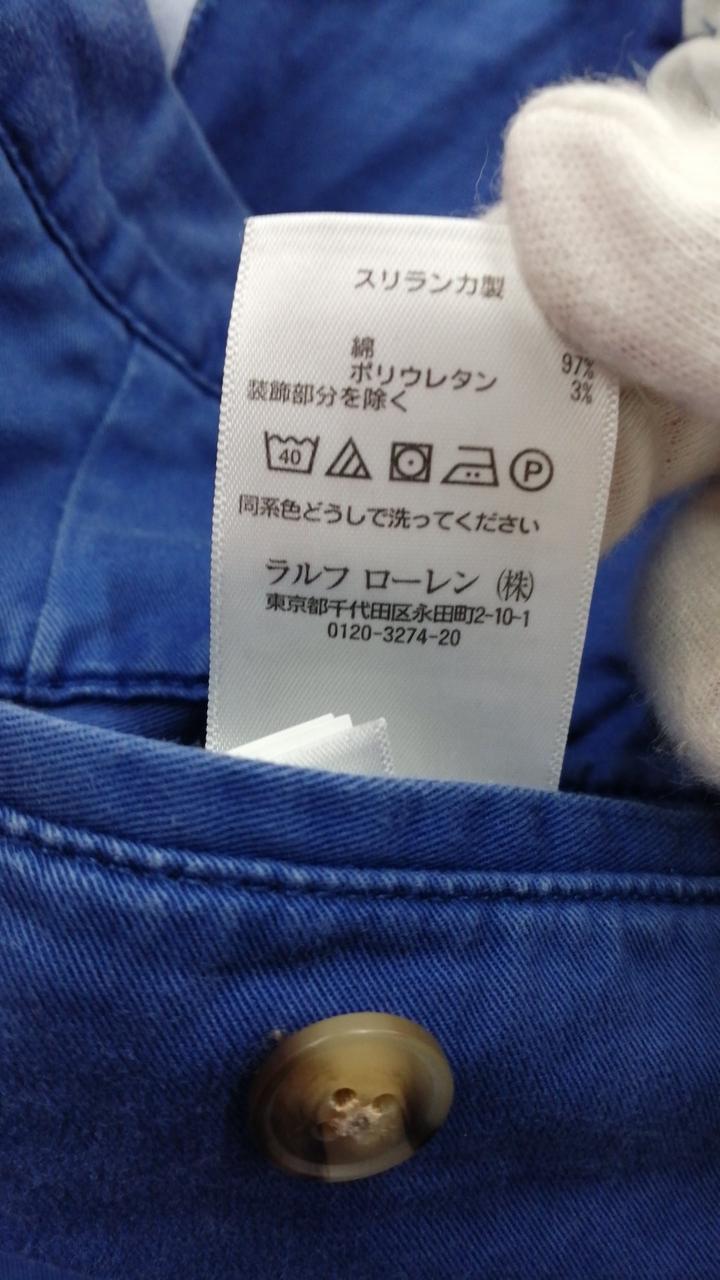 スリランカ製
綿 97%
ポリウレタン 3%
装飾部分を除く
40 P
同系色どうしで洗ってください
ラルフ ローレン (株)
東京都千代田区永田町2-10-1
0120-3274-20